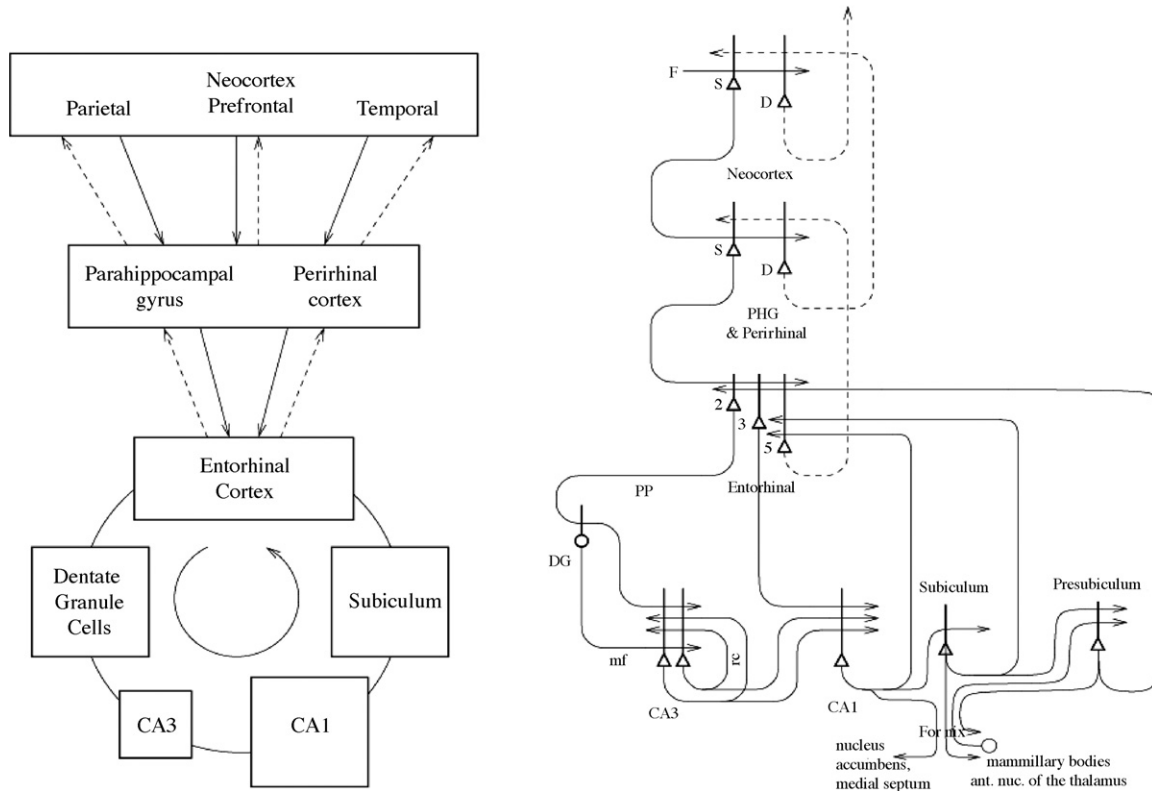 Neocortex
Parietal Prefrontal Temporal
Parahippocampal
gyrus
Perirhinal
cortex
Entorhinal
Cortex
Dentate
Granule
Cells
Subiculum
CA3
CA1
F
S
D
Neocortex
S
D
PHG
& Perirhinal
2
3
5
PP
Entorhinal
DG
Subiculum
Presubiculum
mf
rc
CA3
CA1
Fornix
nucleus
accumbens,
medial septum
mammillary bodies
ant. nuc. of the thalamus